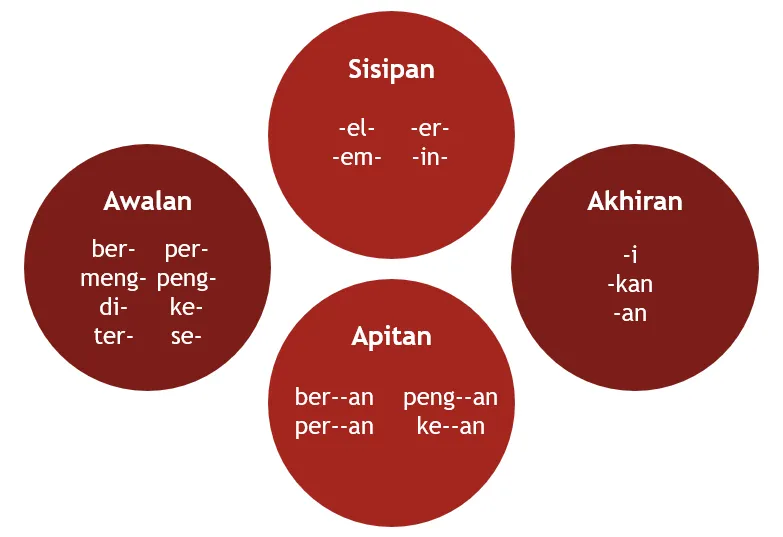 Sisipan
-el- -er-
-em- -in-
Awalan
ber- per-
meng- peng-
di- ke-
ter- se-
Akhiran
-i
-kan
-an
Apitan
ber--an peng--an
per--an ke--an